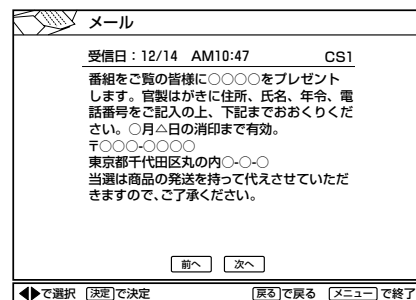 メール
受信日:12/14 AM10:47 CS1
番組をご覧の皆様に○○○○をプレゼント
します。官製はがきに住所、氏名、年令、電
話番号をご記入の上、下記までおおくりくだ
さい。○月△日の消印まで有効。
〒○○○-○○○○
東京都千代田区丸の内○-○-○
当選は商品の発送を持って代えさせていただ
きますので、ご了承ください。
前へ 次へ
◀▶で選択 決定で決定 戻るで戻る メニューで終了